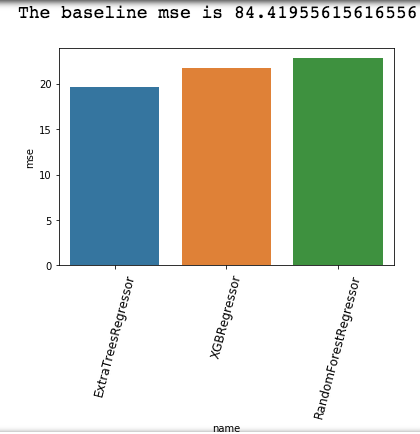 The baseline mse is 84.41955615616556
20
15
10
5
0
mse
ExtraTreesRegressor
XGBRegressor
RandomForestRegressor
name